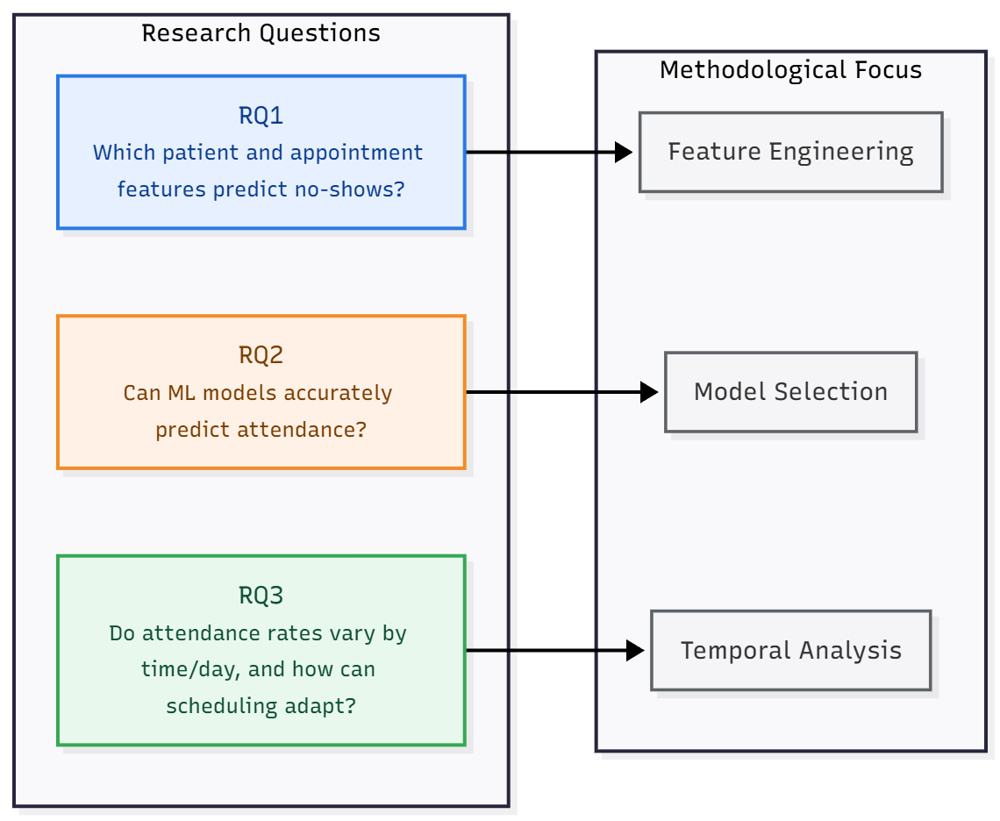 Research Questions
RQ1
Which patient and appointment
features predict no-shows?
RQ2
Can ML models accurately
predict attendance?
RQ3
Do attendance rates vary by
time/day, and how can
scheduling adapt?
Methodological Focus
Feature Engineering
Model Selection
Temporal Analysis